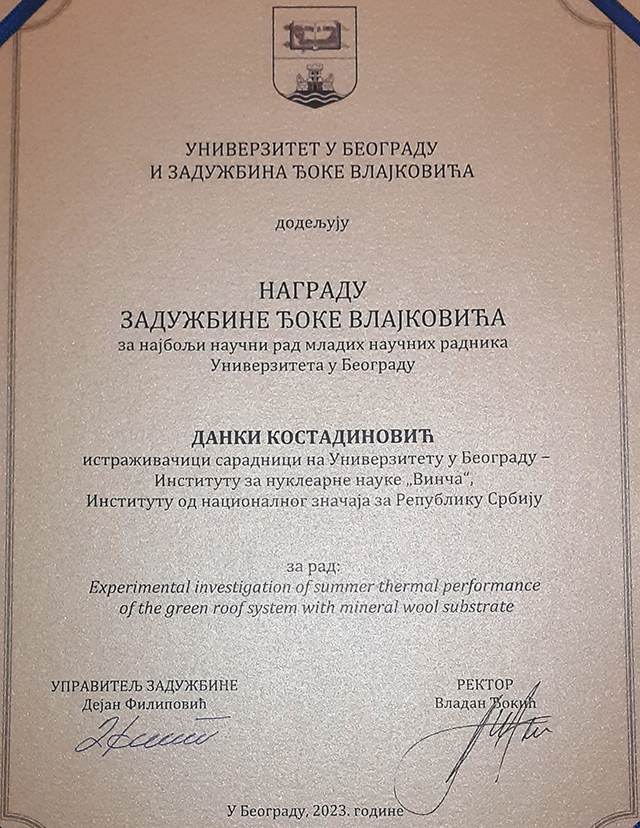 УНИВЕРЗИТЕТ У БЕОГРАДУ
И ЗАДУЖБИНА ЂОКЕ ВЛАЈКОВИЋА
додељују
НАГРАДУ
ЗАДУЖБИНЕ ЂОКЕ ВЛАЈКОВИЋА
за најбољи научни рад младих научних радника
Универзитета у Београду
ДАНКИ КОСТАДИНОВИЋ
истраживачици сарадници на Универзитету у Београду –
Институту за нуклеарне науке „Винча“,
Институту од националног значаја за Републику Србију
за рад:
Experimental investigation of summer thermal performance
of the green roof system with mineral wool substrate
УПРАВИТЕЉ ЗАДУЖБИНЕ
Дејан Филиповић
РЕКТОР
Владан Ђокић
У Београду, 2023. године